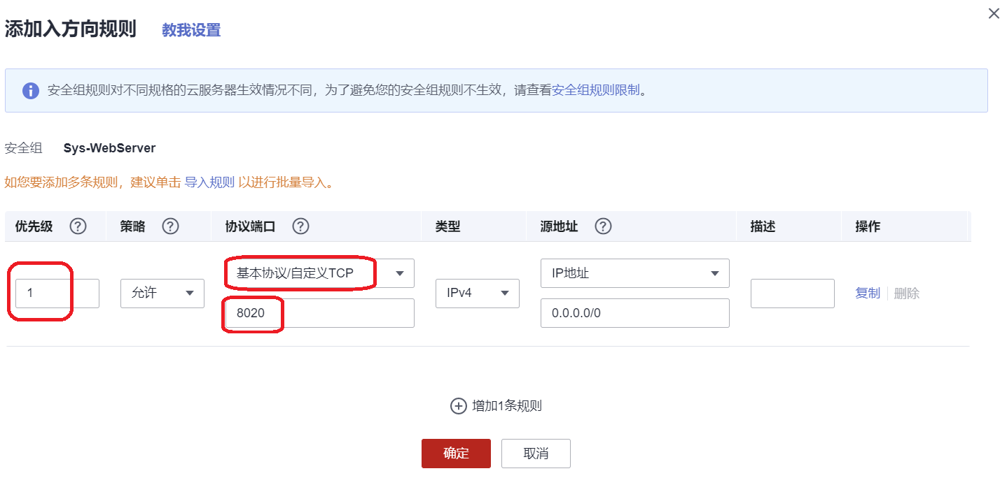 添加入方向规则 教我设置
安全组规则对不同规格的云服务器生效情况不同，为了避免您的安全组规则不生效，请查看安全组规则限制。
安全组 Sys-WebServer
如您要添加多条规则，建议单击 导入规则 以进行批量导入。
优先级 策略 协议端口 类型 源地址 描述 操作
基本协议/自定义TCP IP地址
1 允许 IPv4 复制 删除
8020 0.0.0.0/0
增加1条规则
确定 取消